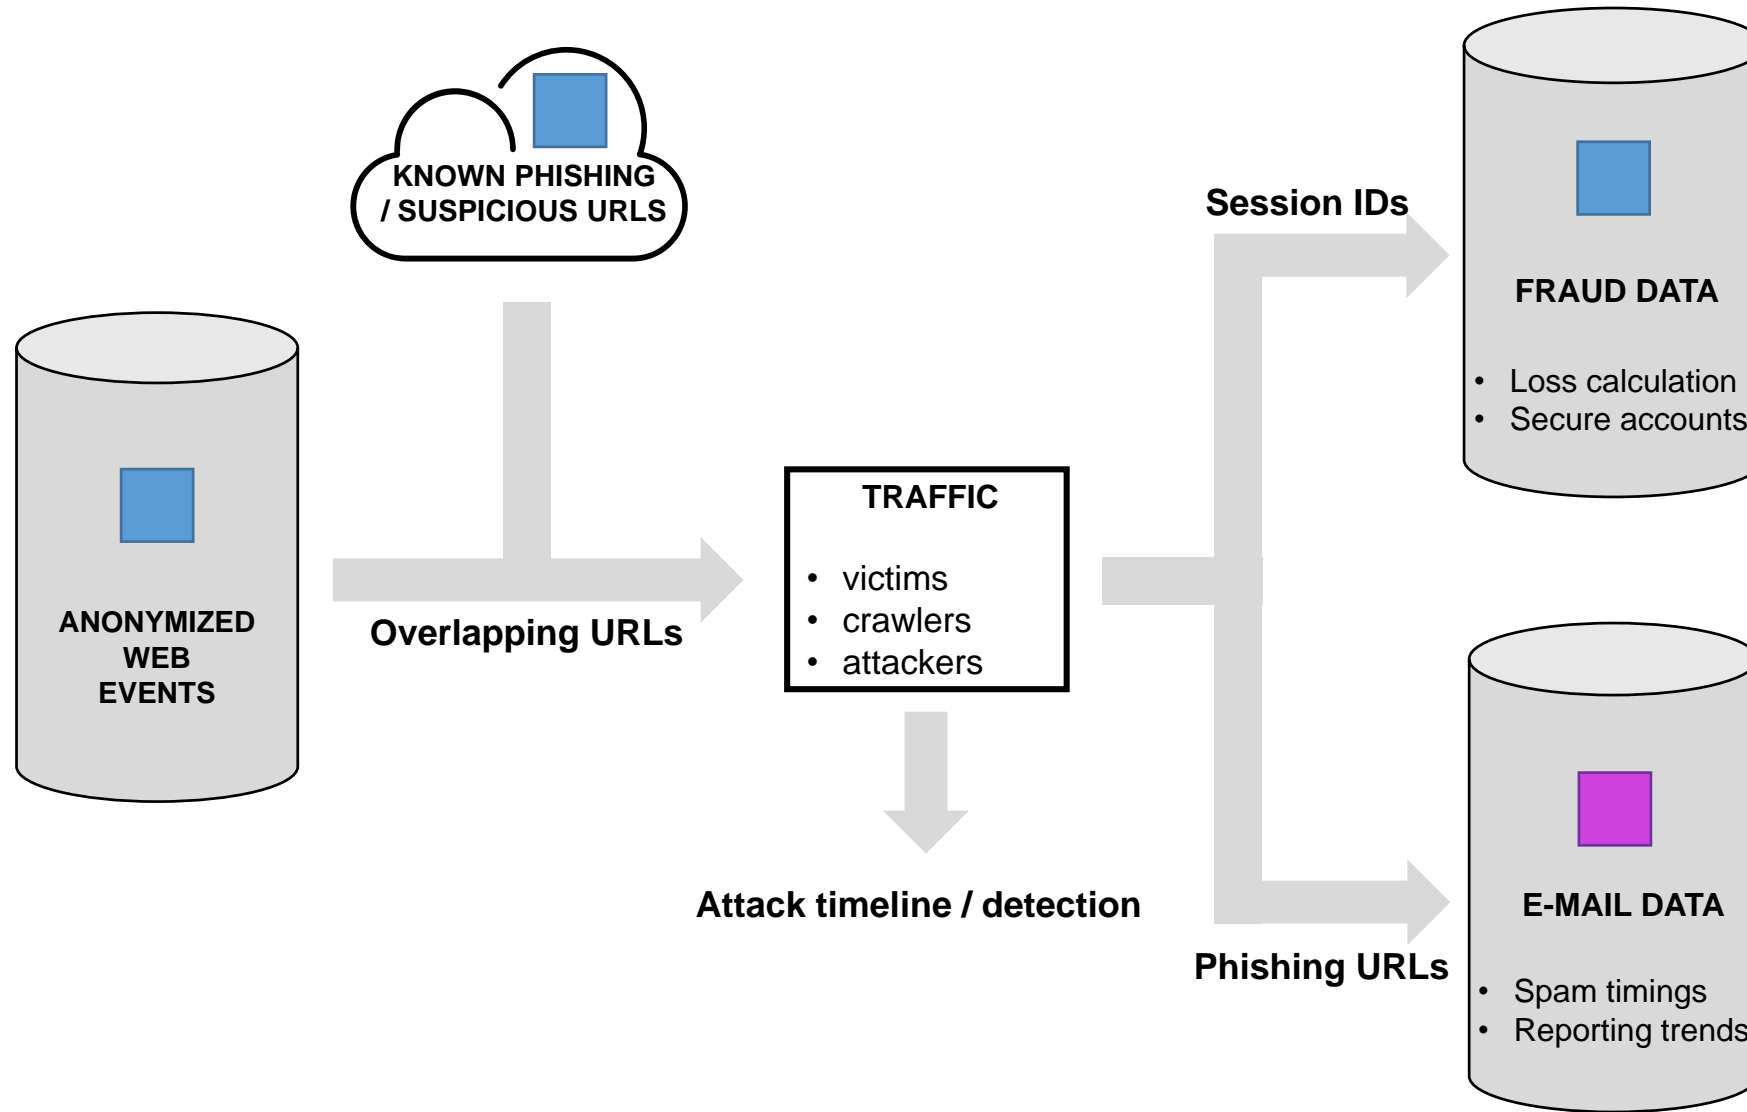 KNOWN PHISHING
/ SUSPICIOUS URLS
ANONYMIZED
WEB
EVENTS
Overlapping URLs
TRAFFIC
• victims
• crawlers
• attackers
Attack timeline / detection
Session IDs
FRAUD DATA
• Loss calculation
• Secure accounts
Phishing URLs
E-MAIL DATA
• Spam timings
• Reporting trends